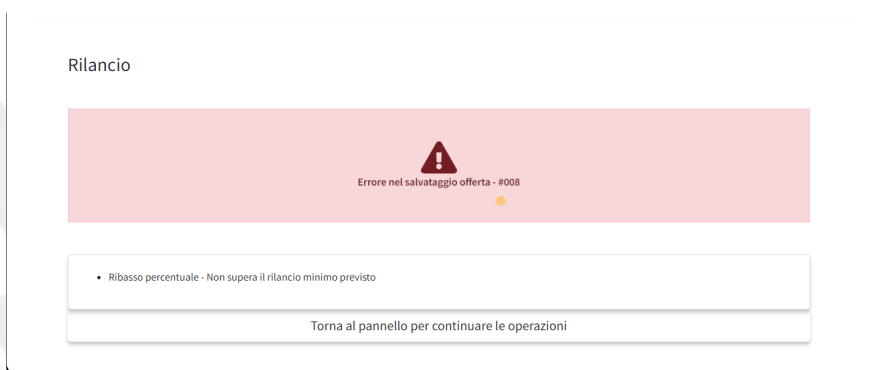 Rilancio
Errore nel salvataggio offerta - #008
Ribasso percentuale - Non supera il rilancio minimo previsto
Torna al pannello per continuare le operazioni